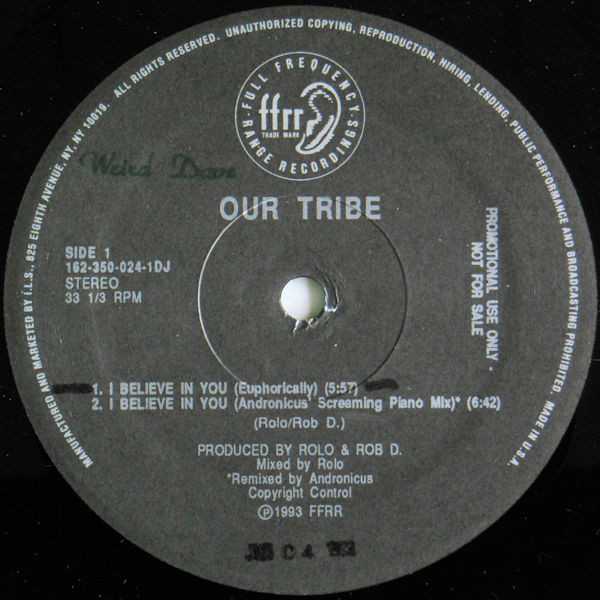 MANUFACTURED AND MARKETED BY I.L.S., 825 EIGHTH AVENUE, NY, NY 10019. ALL RIGHTS RESERVED. UNAUTHORIZED COPYING, REPRODUCTION, HIRING, LENDING, PUBLIC PERFORMANCE AND BROADCASTING PROHIBITED. MADE IN U.S.A.
FULL FREQUENCY
ffrr
TRADE MARK
RANGE RECORDINGS
Weird
OUR TRIBE
SIDE 1
162-350-024-1DJ
STEREO
33 1/3 RPM
PROMOTIONAL USE ONLY -
NOT FOR SALE
1. I BELIEVE IN YOU (Euphorically) (5:57)
2. I BELIEVE IN YOU (Andronicus' Screaming Piano Mix)* (6:42)
(Rolo/Rob D.)
PRODUCED BY ROLO & ROB D.
Mixed by Rolo
*Remixed by Andronicus
Copyright Control
℗1993 FFRR